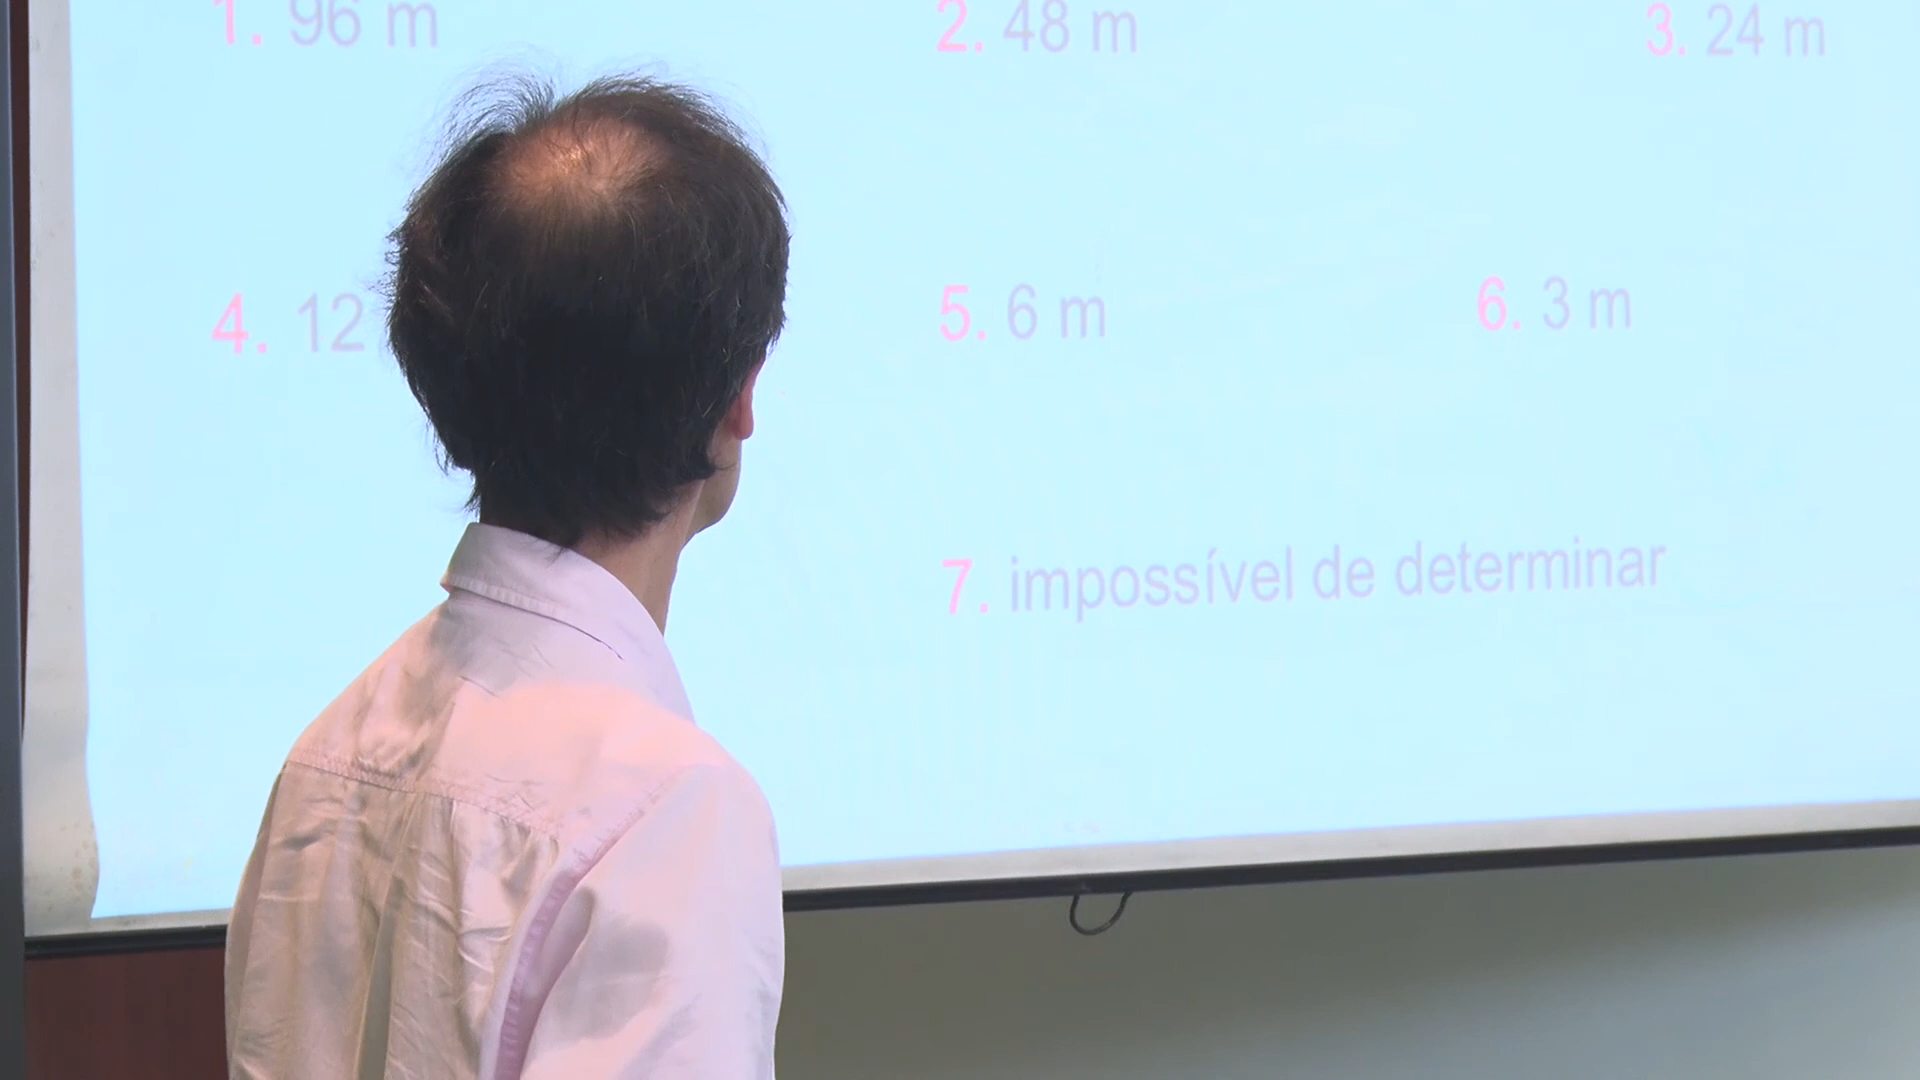 1. 96 m 2. 48 m 3. 24 m
4. 12 5. 6 m 6. 3 m
7. impossível de determinar